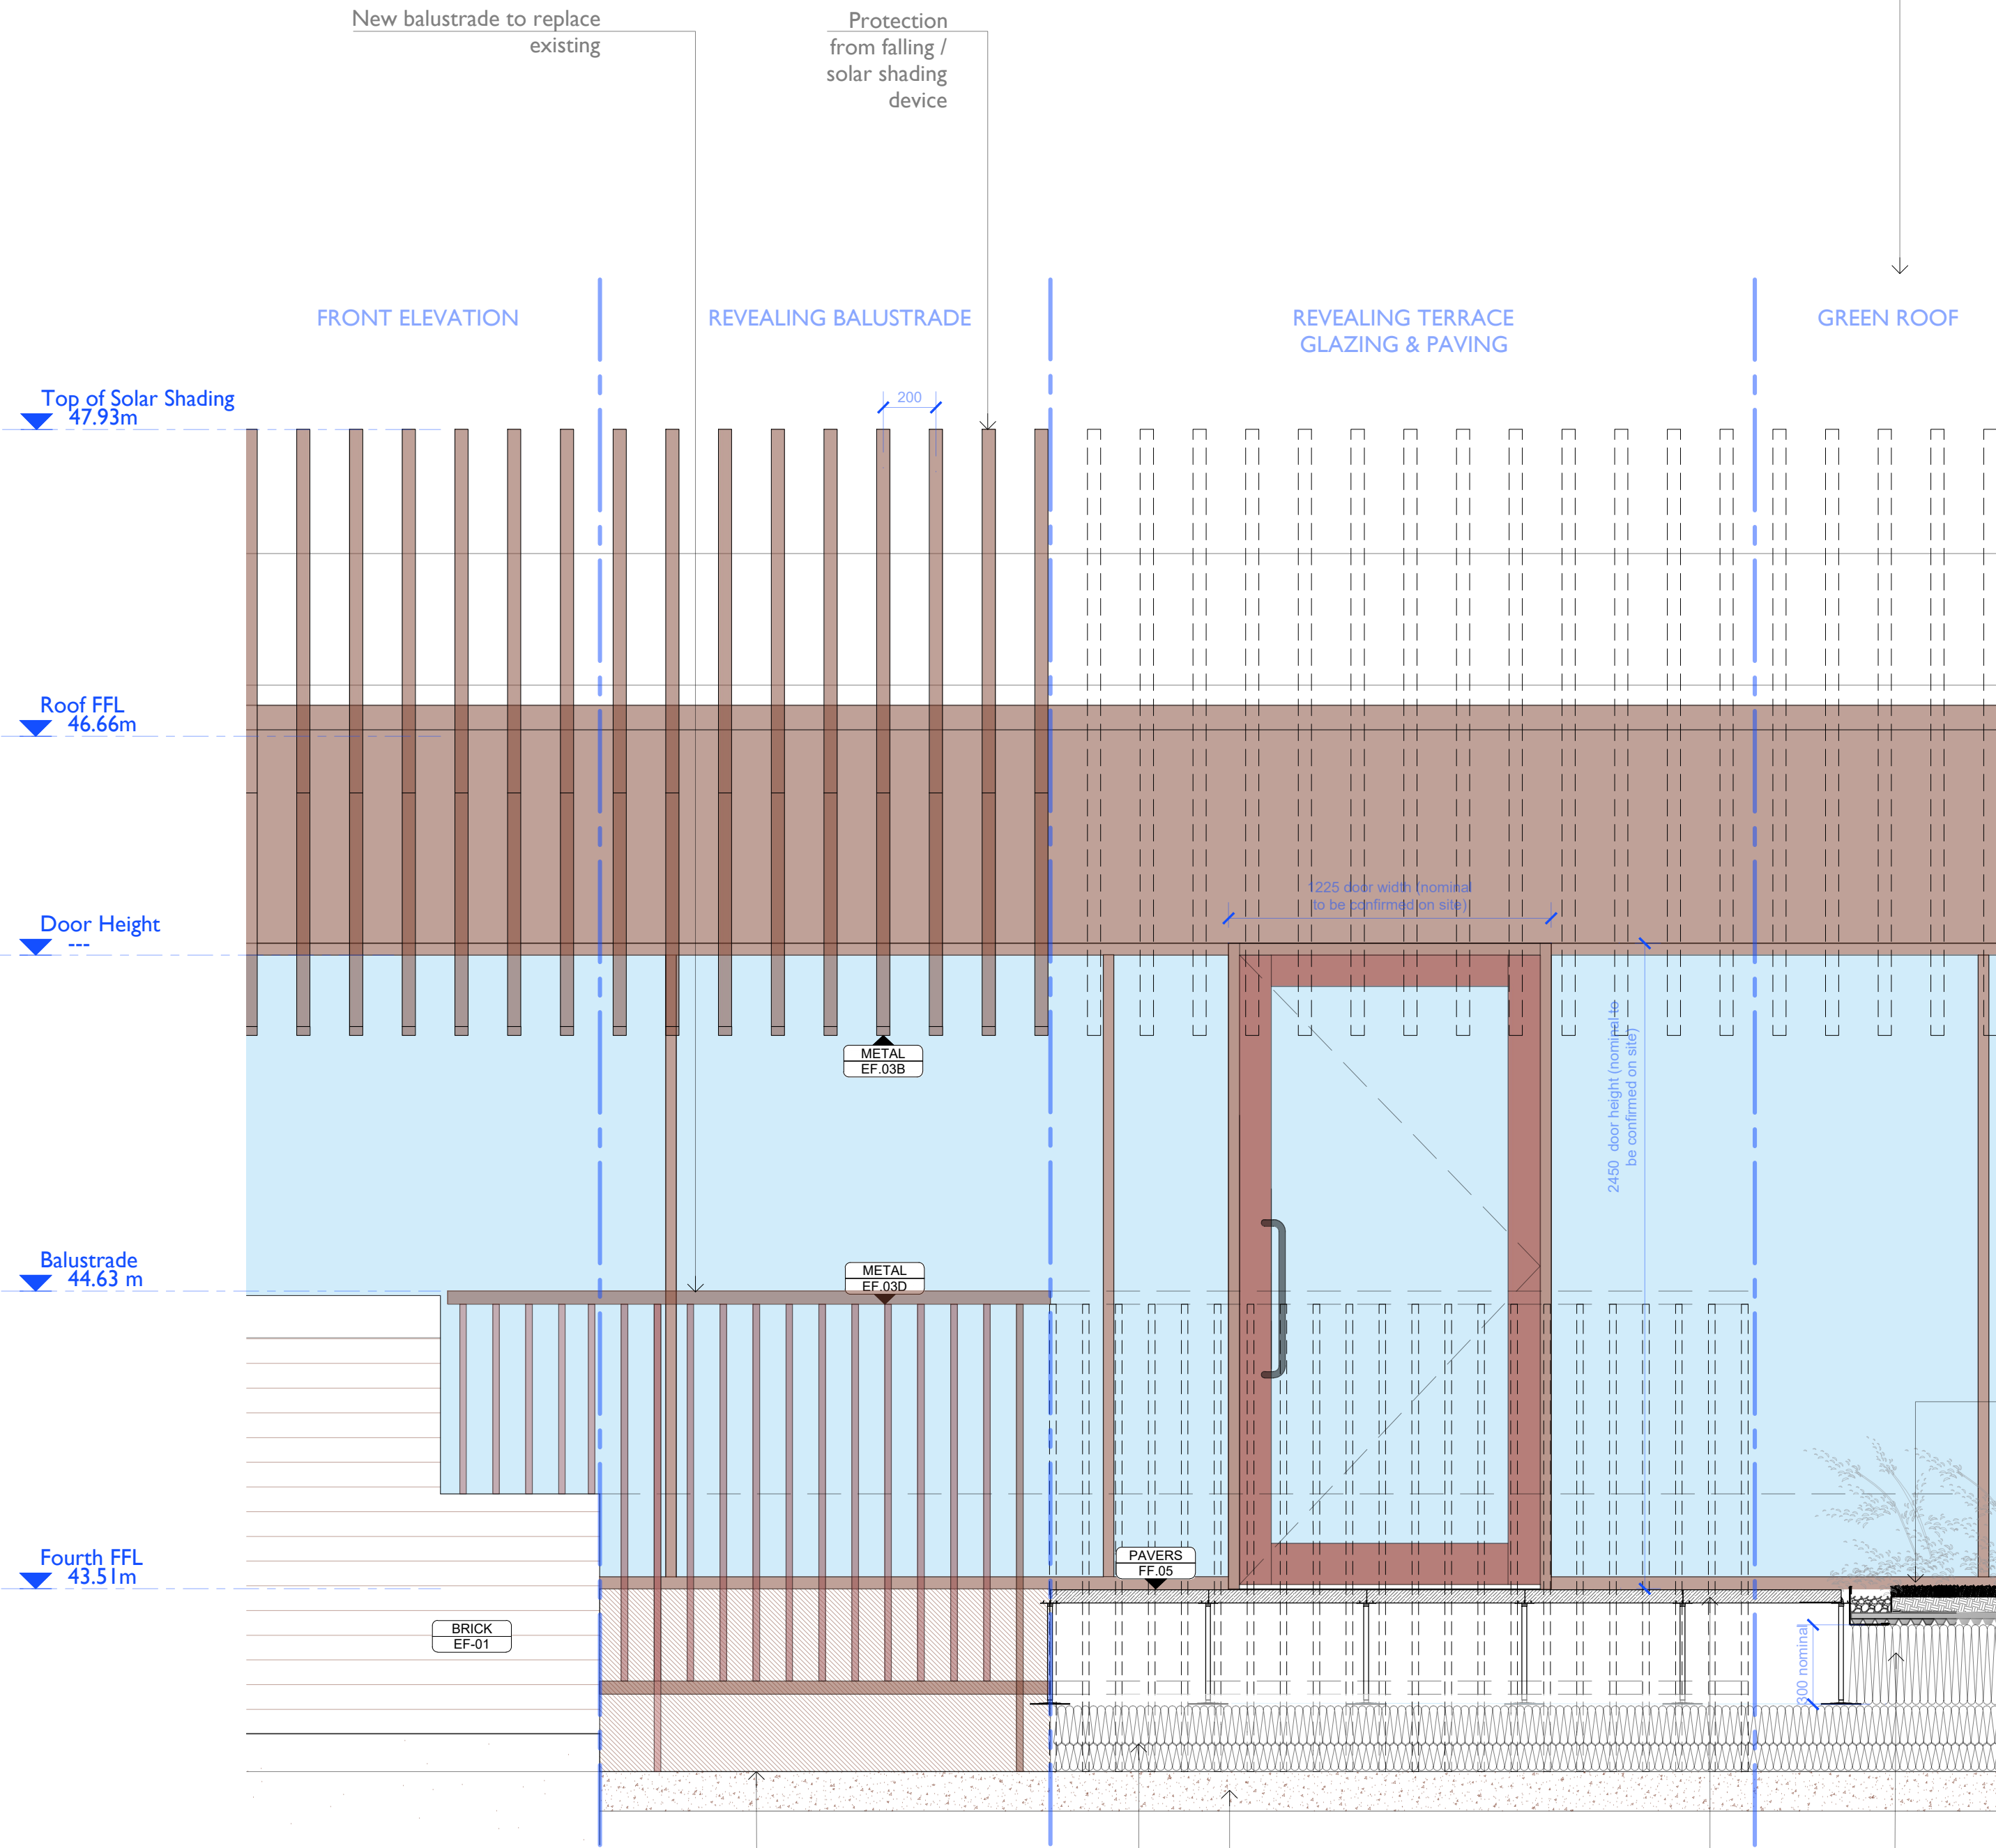 New balustrade to replace
existing
Protection
from falling /
solar shading
device
FRONT ELEVATION
REVEALING BALUSTRADE
REVEALING TERRACE
GLAZING & PAVING
GREEN ROOF
Top of Solar Shading
47.93m
200
Roof FFL
46.66m
1225 door width (nominal
to be confirmed on site)
Door Height
---
2450 door height (nominal to
be confirmed on site)
METAL
EF.03B
Balustrade
44.63 m
METAL
EF.03D
Fourth FFL
43.51m
PAVERS
FF.05
BRICK
EF-01
300 nominal